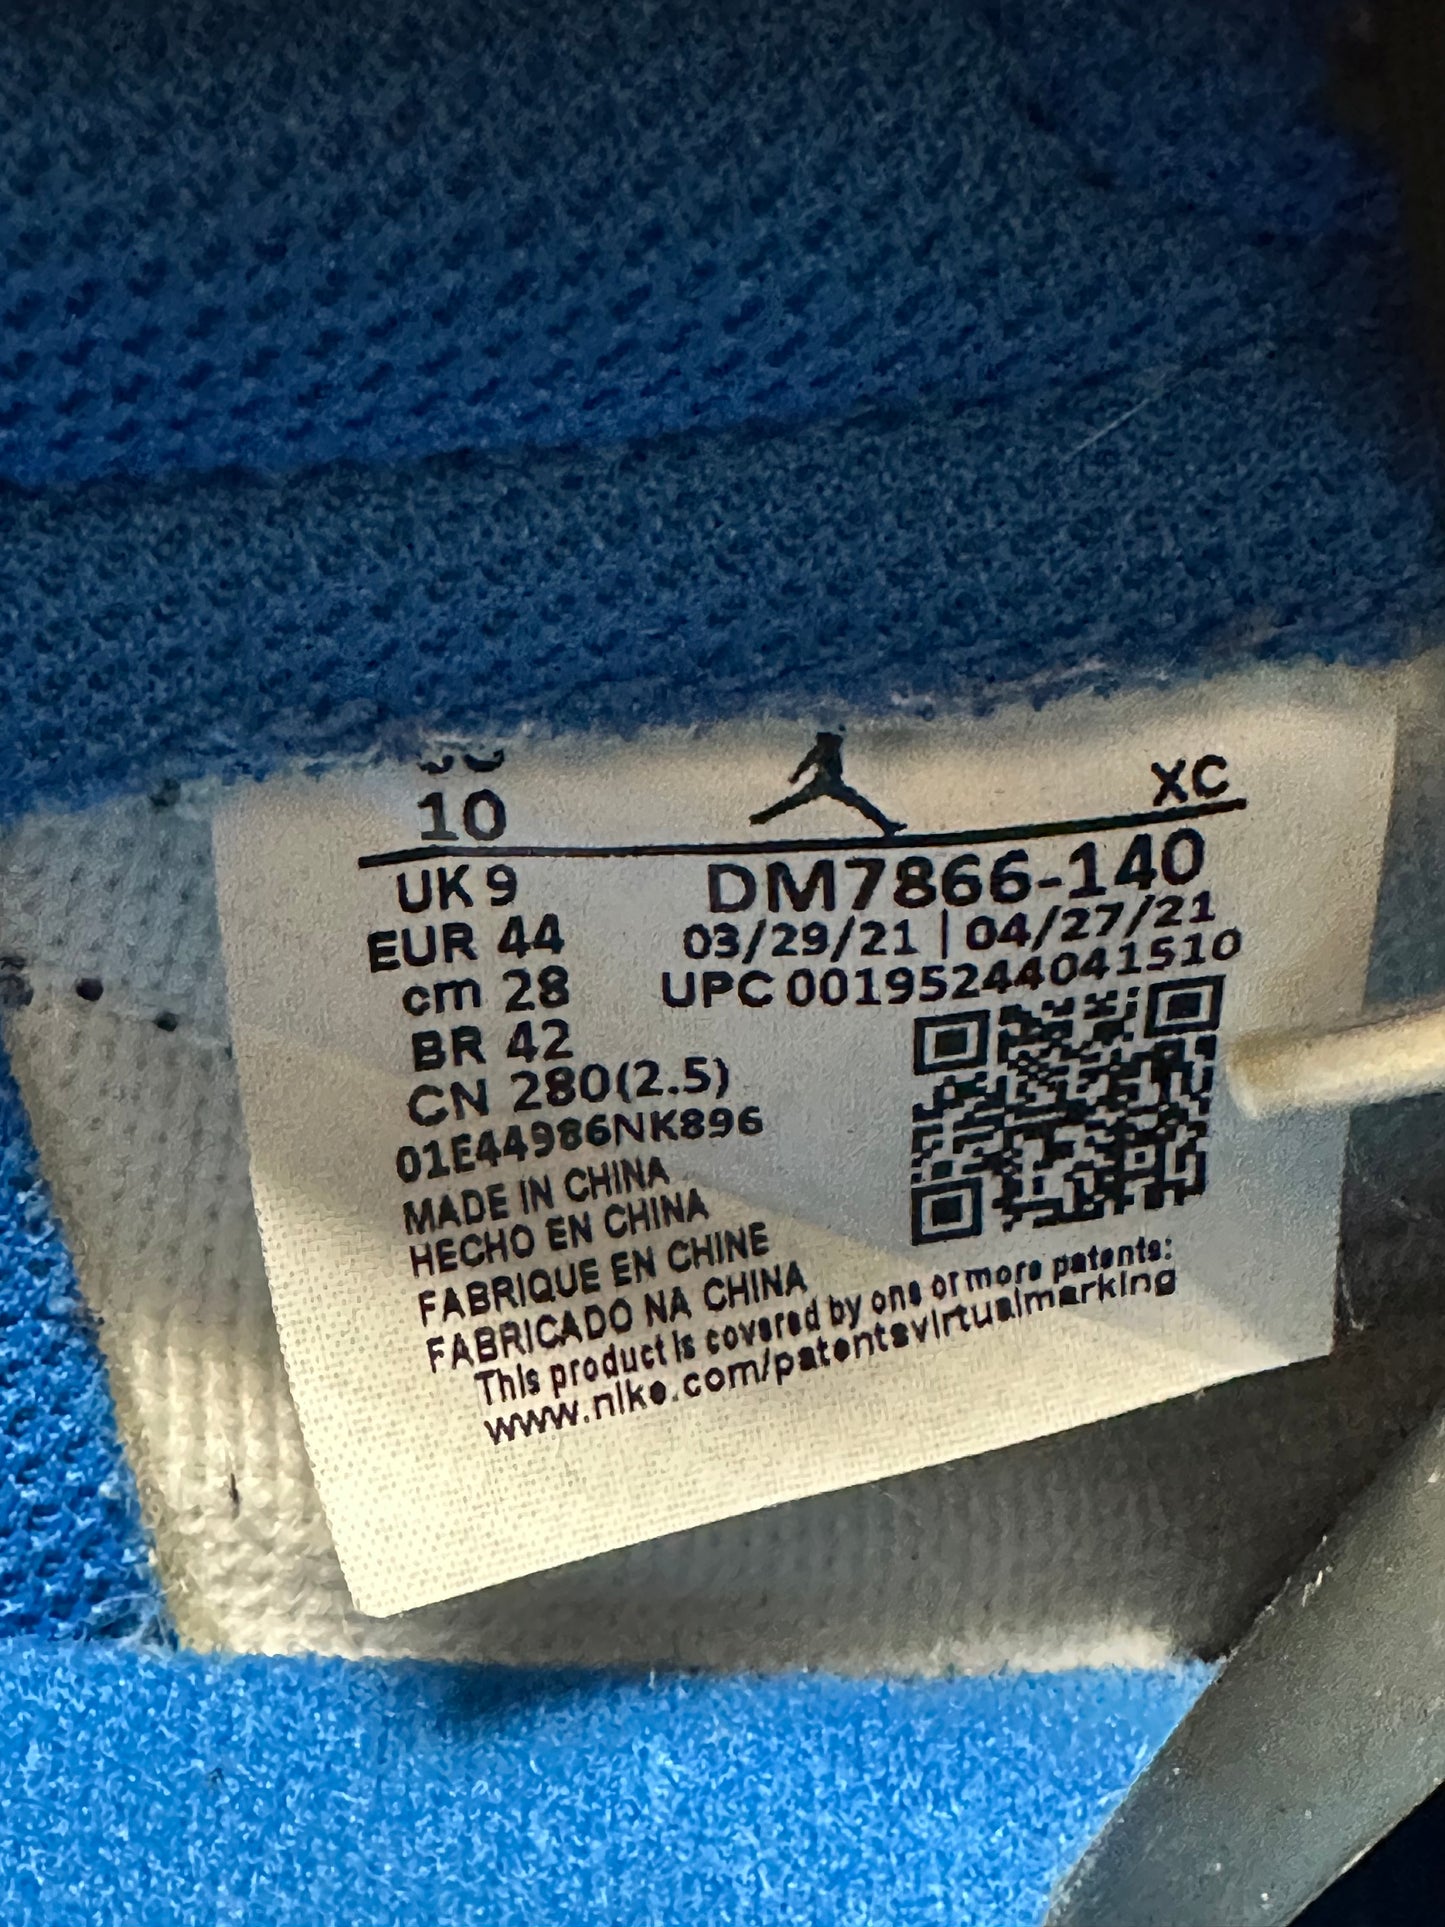 10
XC
UK 9
DM7866-140
EUR 44
03/29/21 | 04/27/21
cm 28
UPC 00195244041510
BR 42
CN 280(2.5)
01E44986NK896
MADE IN CHINA
HECHO EN CHINA
FABRIQUE EN CHINE
FABRICADO NA CHINA
This product is covered by one or more patents:
www.nike.com/patentsvirtualmarking